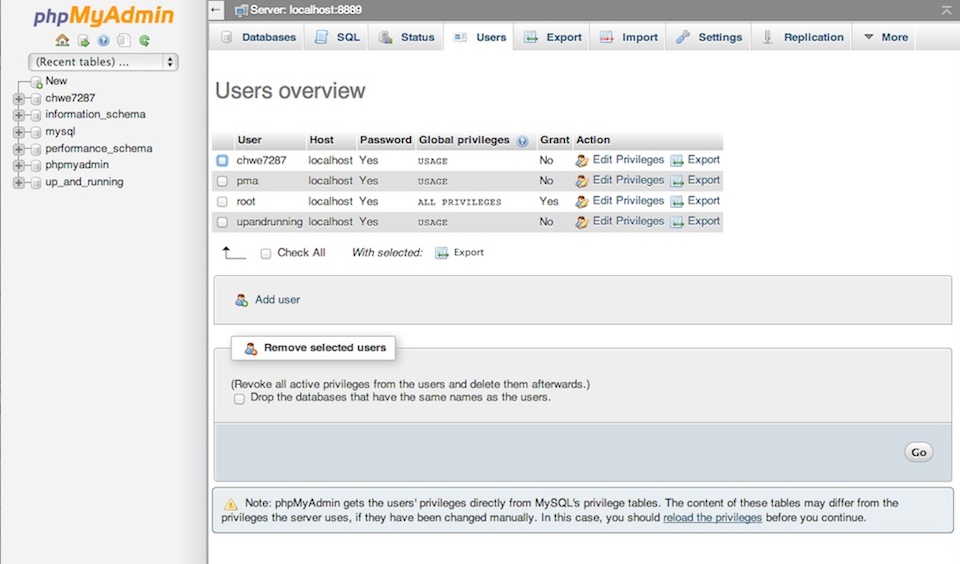 phpMyAdmin
(Recent tables) ...
New
chwe7287
information_schema
mysql
performance_schema
phpmyadmin
up_and_running
Server: localhost:8889
Databases SQL Status Users Export Import Settings Replication More
Users overview
User Host Password Global privileges Grant Action
chwe7287 localhost Yes USAGE No Edit Privileges Export
pma localhost Yes USAGE No Edit Privileges Export
root localhost Yes ALL PRIVILEGES Yes Edit Privileges Export
upandrunning localhost Yes USAGE No Edit Privileges Export
Check All With selected: Export
Add user
Remove selected users
(Revoke all active privileges from the users and delete them afterwards.)
Drop the databases that have the same names as the users.
Go
Note: phpMyAdmin gets the users' privileges directly from MySQL's privilege tables. The content of these tables may differ from the
privileges the server uses, if they have been changed manually. In this case, you should reload the privileges before you continue.